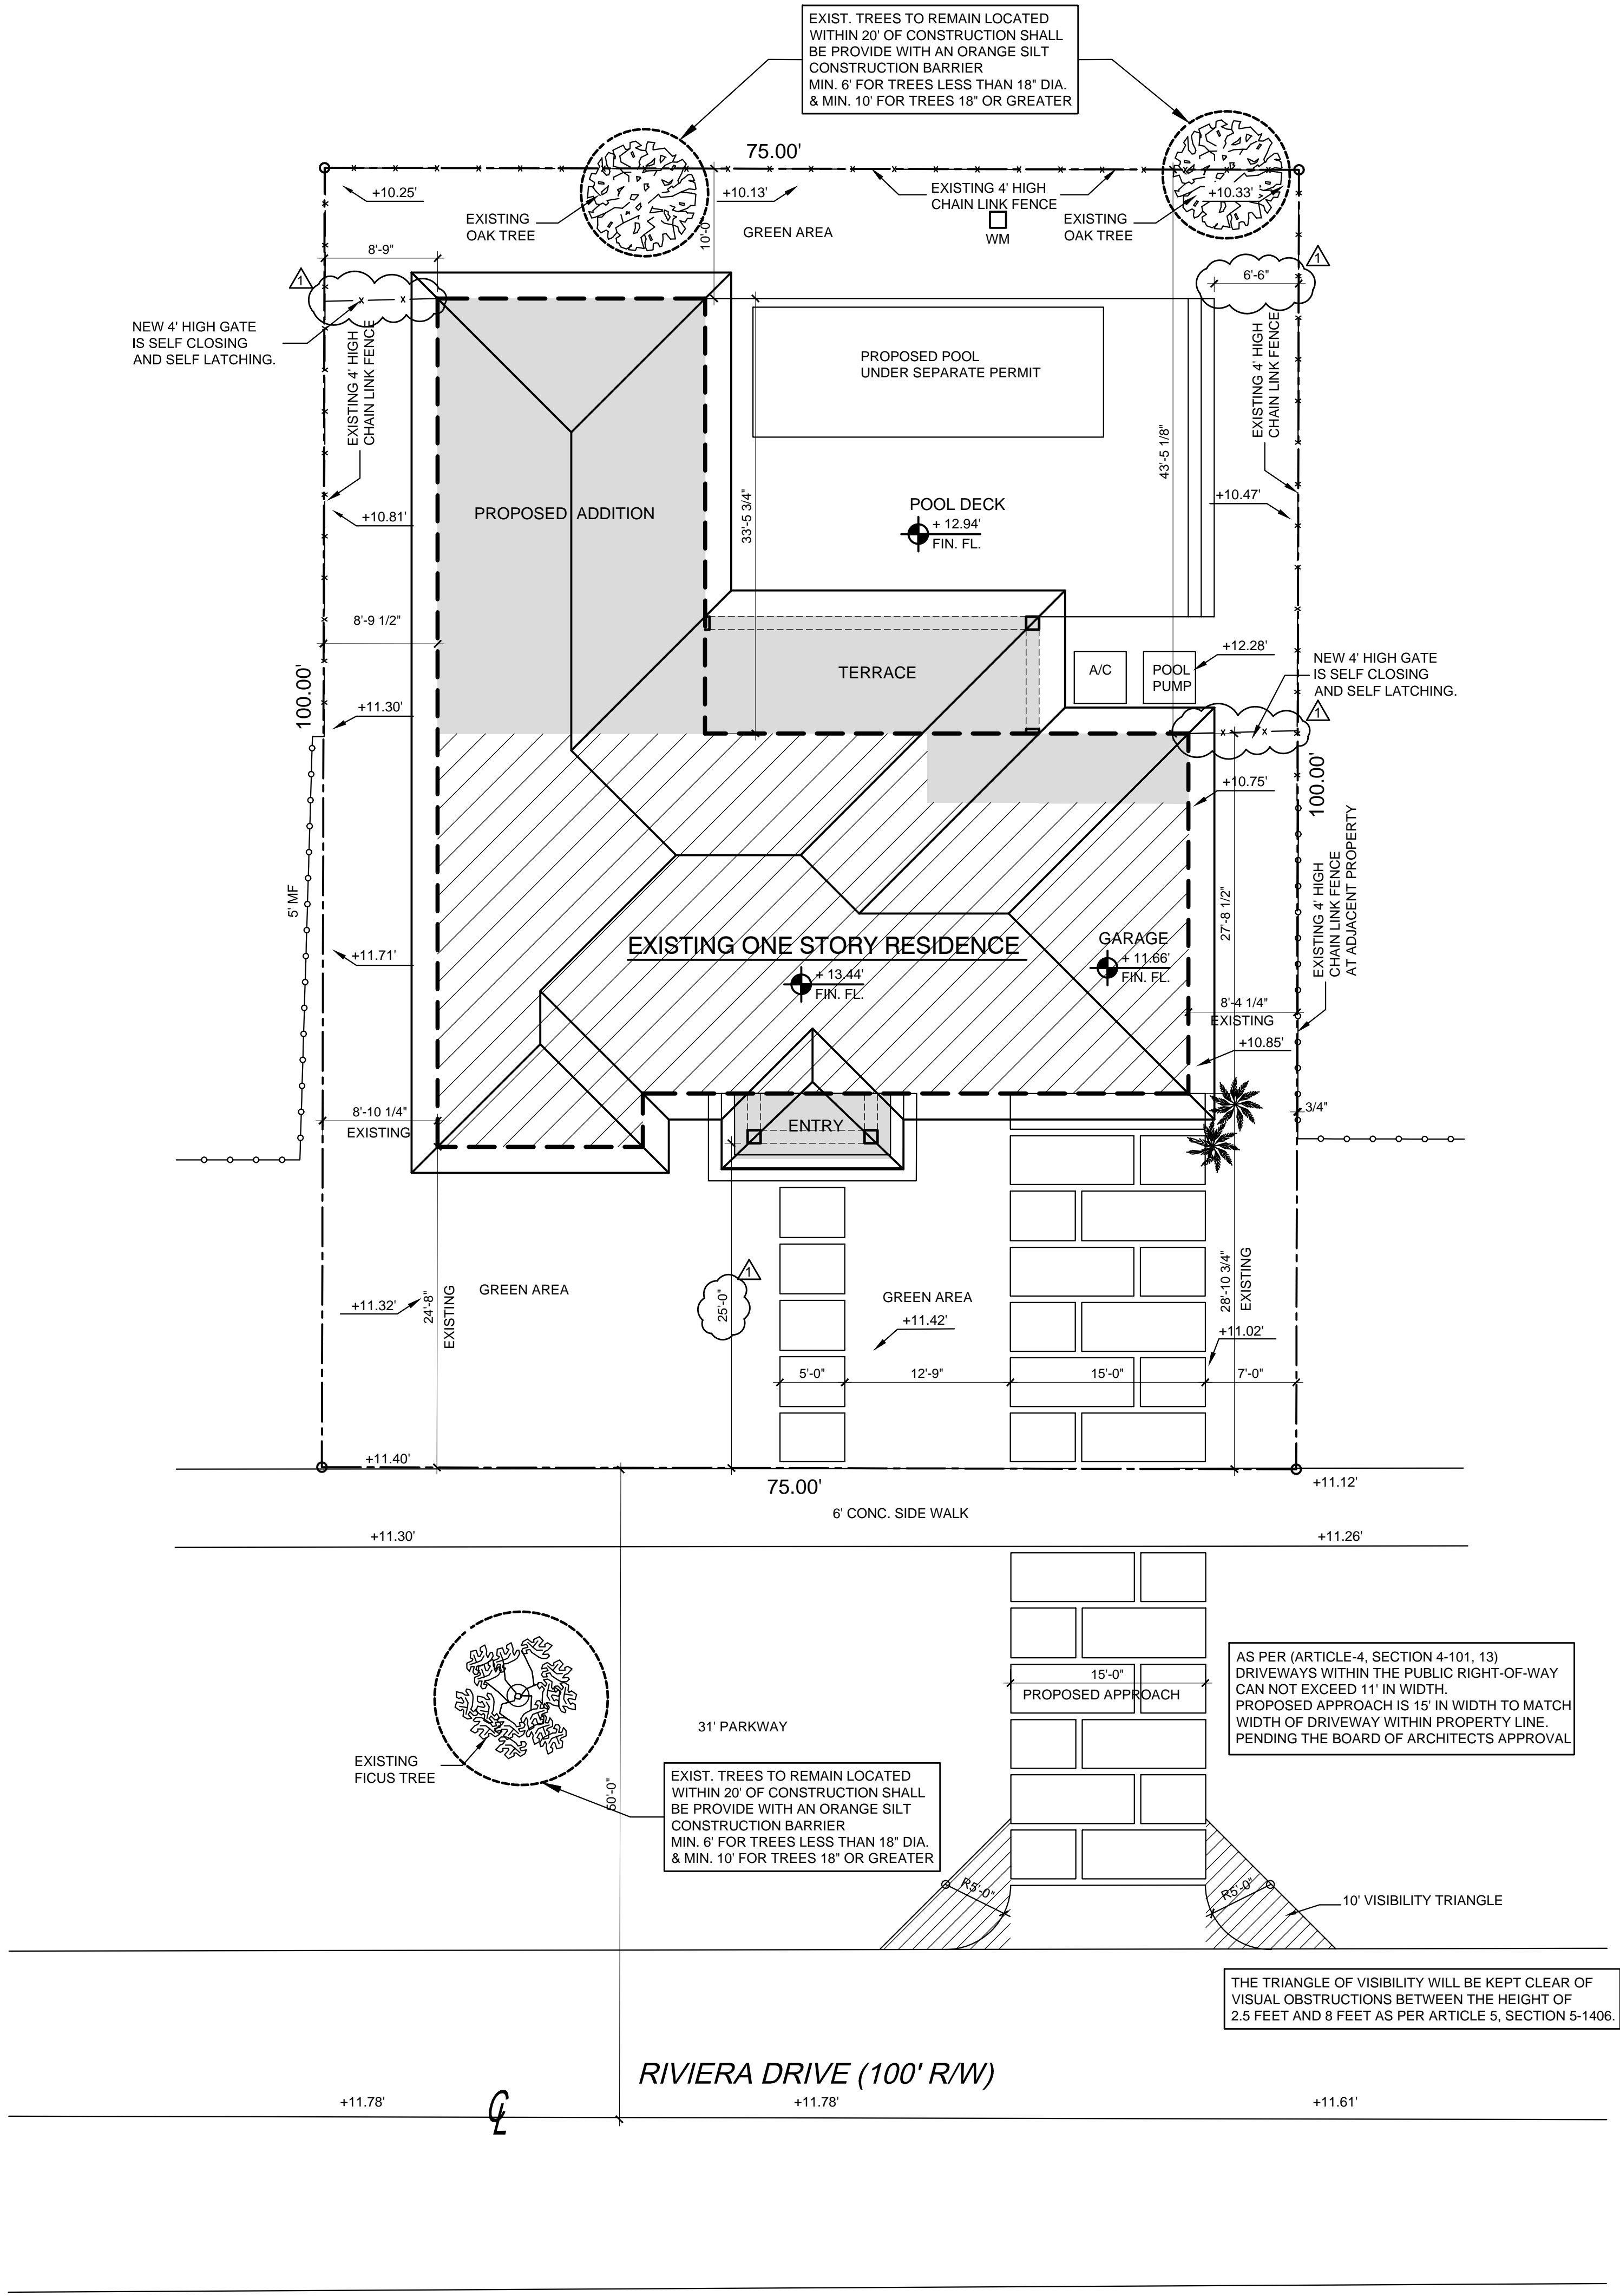 EXIST. TREES TO REMAIN LOCATED
WITHIN 20' OF CONSTRUCTION SHALL
BE PROVIDE WITH AN ORANGE SILT
CONSTRUCTION BARRIER
MIN. 6' FOR TREES LESS THAN 18" DIA.
& MIN. 10' FOR TREES 18" OR GREATER
75.00'
+10.25'
+10.13'
EXISTING 4' HIGH
CHAIN LINK FENCE
+10.33'
EXISTING
OAK TREE
WM
EXISTING
OAK TREE
10'-0"
GREEN AREA
8'-9"
6'-6"
1
1
NEW 4' HIGH GATE
IS SELF CLOSING
AND SELF LATCHING.
EXISTING 4' HIGH
CHAIN LINK FENCE
EXISTING 4' HIGH
CHAIN LINK FENCE
PROPOSED POOL
UNDER SEPARATE PERMIT
43'-5 1/8"
33'-5 3/4"
PROPOSED ADDITION
POOL DECK
+ 12.94'
FIN. FL.
+10.81'
+10.47'
8'-9 1/2"
TERRACE
A/C
POOL
PUMP
+12.28'
NEW 4' HIGH GATE
IS SELF CLOSING
AND SELF LATCHING.
1
100.00'
+11.30'
100.00'
+10.75'
5' MF
27'-8 1/2"
EXISTING 4' HIGH
CHAIN LINK FENCE
AT ADJACENT PROPERTY
EXISTING ONE STORY RESIDENCE
+ 13.44'
FIN. FL.
GARAGE
+ 11.66'
FIN. FL.
+11.71'
8'-4 1/4"
EXISTING
+10.85'
8'-10 1/4"
EXISTING
ENTRY
3/4"
24'-8"
EXISTING
GREEN AREA
+11.32'
1
25'-0"
GREEN AREA
+11.42'
28'-10 3/4"
EXISTING
+11.02'
5'-0"
12'-9"
15'-0"
7'-0"
+11.40'
75.00'
+11.12'
6' CONC. SIDE WALK
+11.30'
+11.26'
15'-0"
PROPOSED APPROACH
AS PER (ARTICLE-4, SECTION 4-101, 13)
DRIVEWAYS WITHIN THE PUBLIC RIGHT-OF-WAY
CAN NOT EXCEED 11' IN WIDTH.
PROPOSED APPROACH IS 15' IN WIDTH TO MATCH
WIDTH OF DRIVEWAY WITHIN PROPERTY LINE.
PENDING THE BOARD OF ARCHITECTS APPROVAL
31' PARKWAY
EXISTING
FICUS TREE
50'-0"
EXIST. TREES TO REMAIN LOCATED
WITHIN 20' OF CONSTRUCTION SHALL
BE PROVIDE WITH AN ORANGE SILT
CONSTRUCTION BARRIER
MIN. 6' FOR TREES LESS THAN 18" DIA.
& MIN. 10' FOR TREES 18" OR GREATER
R5'-0"
R5'-0"
10' VISIBILITY TRIANGLE
THE TRIANGLE OF VISIBILITY WILL BE KEPT CLEAR OF
VISUAL OBSTRUCTIONS BETWEEN THE HEIGHT OF
2.5 FEET AND 8 FEET AS PER ARTICLE 5, SECTION 5-1406.
RIVIERA DRIVE (100' R/W)
+11.78'
CL
+11.78'
+11.61'